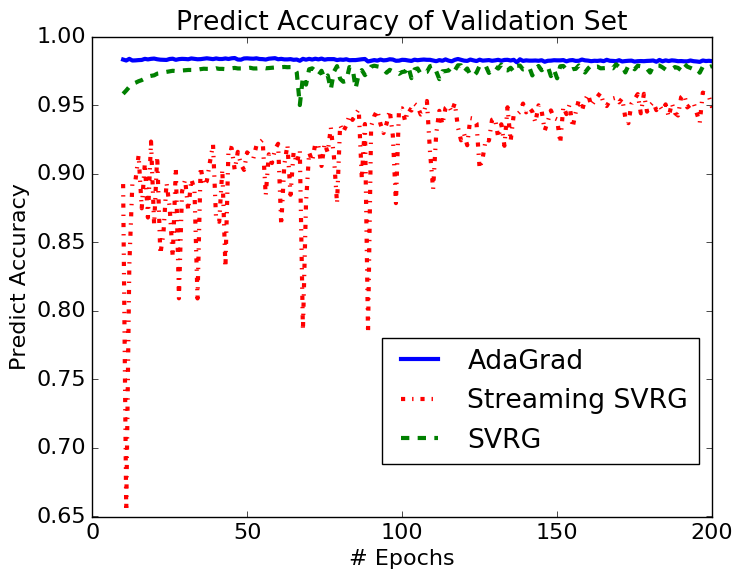 Predict Accuracy of Validation Set
1.00
0.95
0.90
0.85
0.80
0.75
0.70
0.65
Predict Accuracy
AdaGrad
Streaming SVRG
SVRG
0
50
100
150
200
# Epochs